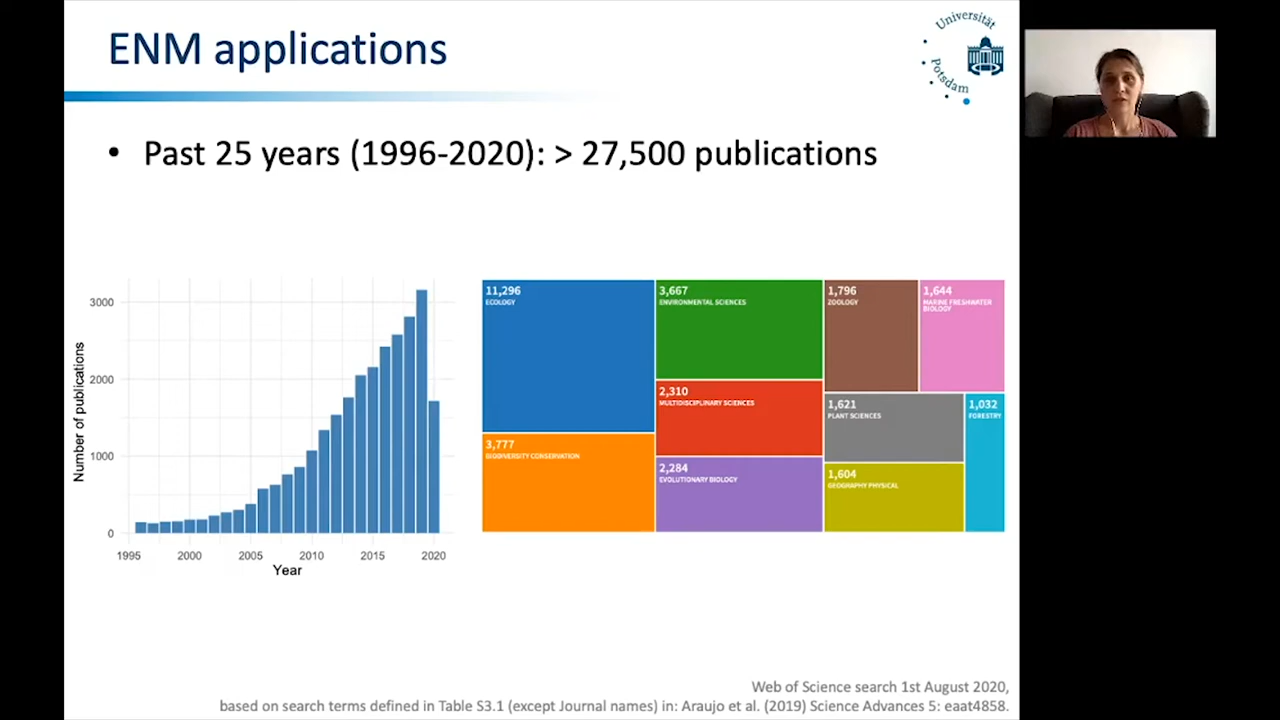 ENM applications
Universität
Potsdam
• Past 25 years (1996-2020): > 27,500 publications
Number of publications
3000
2000
1000
0
1995
2000
2005
2010
2015
2020
Year
11,296
ECOLOGY
3,777
BIODIVERSITY CONSERVATION
3,667
ENVIRONMENTAL SCIENCES
2,310
MULTIDISCIPLINARY SCIENCES
2,284
EVOLUTIONARY BIOLOGY
1,796
ZOOLOGY
1,644
MARINE FRESHWATER
BIOLOGY
1,621
PLANT SCIENCES
1,604
GEOGRAPHY PHYSICAL
1,032
FORESTRY
Web of Science search 1st August 2020,
based on search terms defined in Table S3.1 (except Journal names) in: Araujo et al. (2019) Science Advances 5: eaat4858.